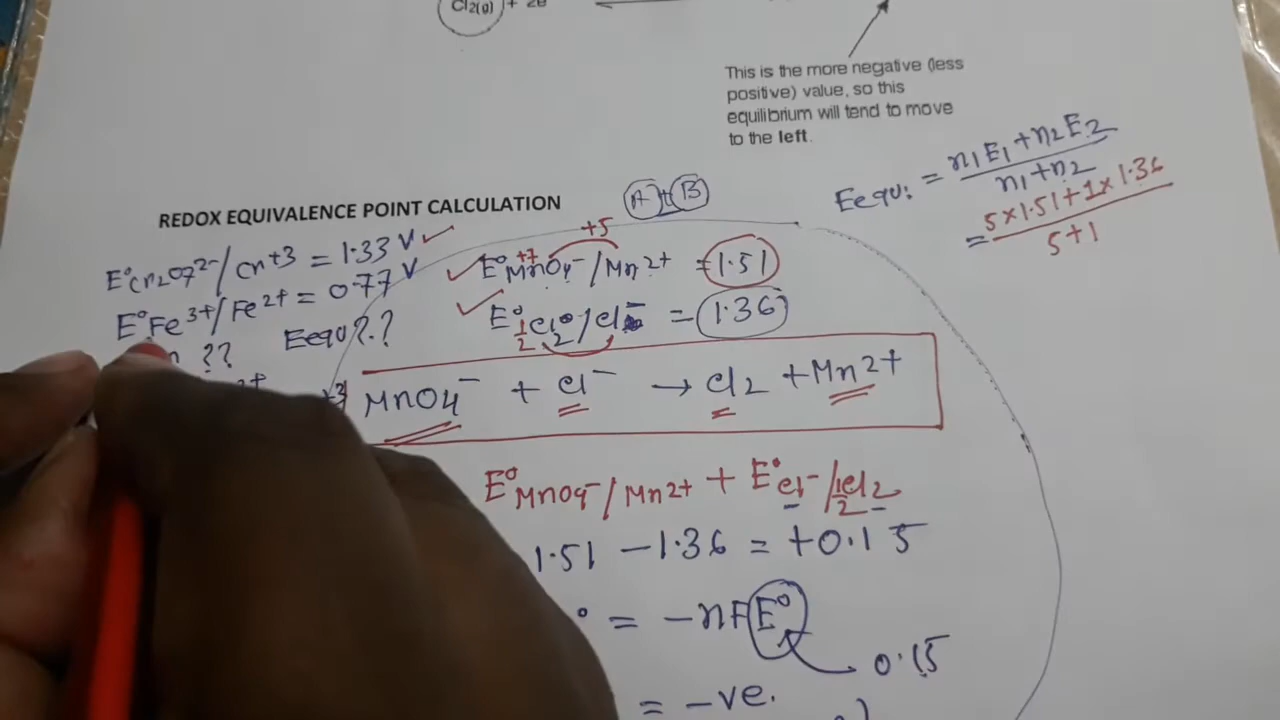 Cl2(g) + 2e
This is the more negative (less
positive) value, so this
equilibrium will tend to move
to the left.
Eequ: = n1E1+n2E2 / n1+n2
= 5×1.51+1×1.36 / 5+1
REDOX EQUIVALENCE POINT CALCULATION
A + B
E°Cr2O7²⁻/Cr+3 = 1.33 V
E°Fe³⁺/Fe²⁺ = 0.77 V
Eequ?.?
n ??
+5
+7
E°MnO4⁻/Mn²⁺ = 1.51
E°½Cl2°/Cl⁻ = 1.36
MnO4⁻ + Cl⁻ → Cl2 + Mn2+
E°MnO4⁻/Mn2+ + E°Cl⁻/½Cl2
1.51 − 1.36 = +0.15
° = −nFE°
0.15
= −ve.